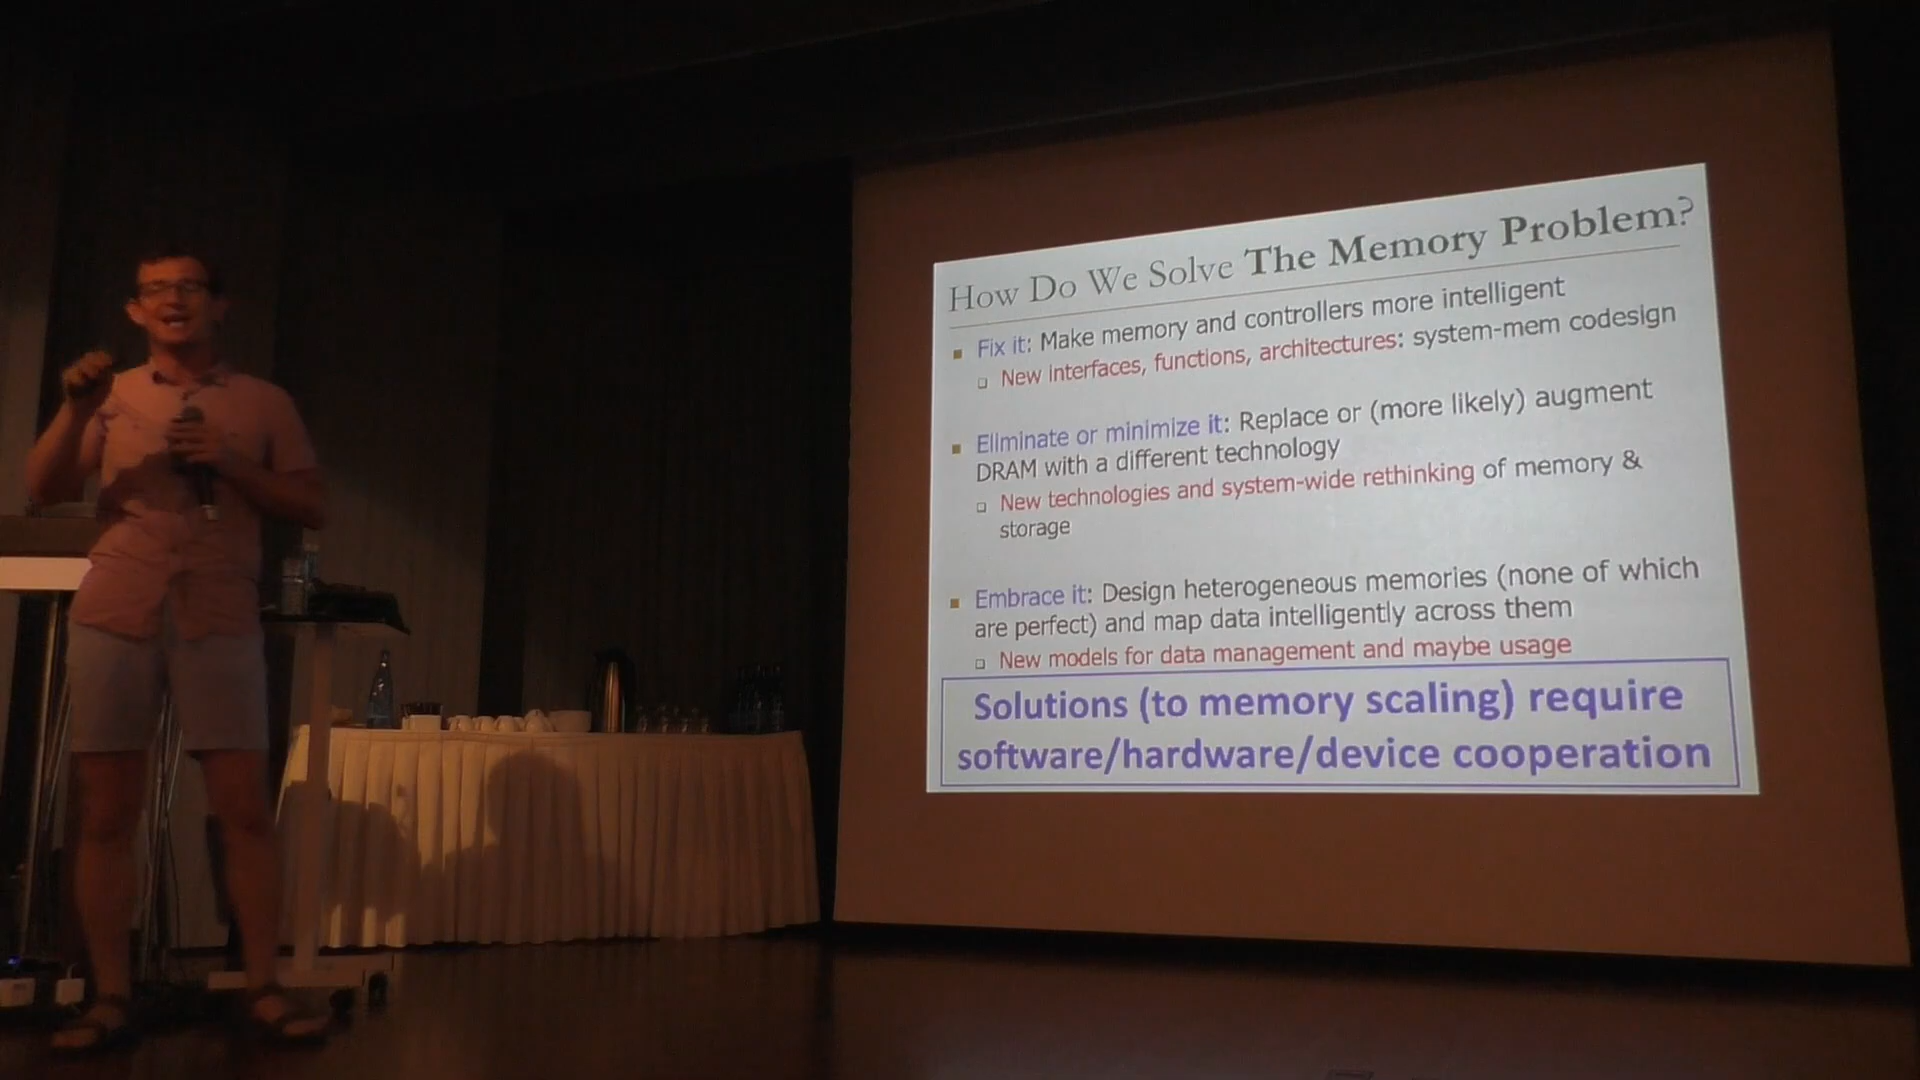 How Do We Solve The Memory Problem?
Fix it: Make memory and controllers more intelligent
New interfaces, functions, architectures: system-mem codesign
Eliminate or minimize it: Replace or (more likely) augment
DRAM with a different technology
New technologies and system-wide rethinking of memory &
storage
Embrace it: Design heterogeneous memories (none of which
are perfect) and map data intelligently across them
New models for data management and maybe usage
Solutions (to memory scaling) require
software/hardware/device cooperation